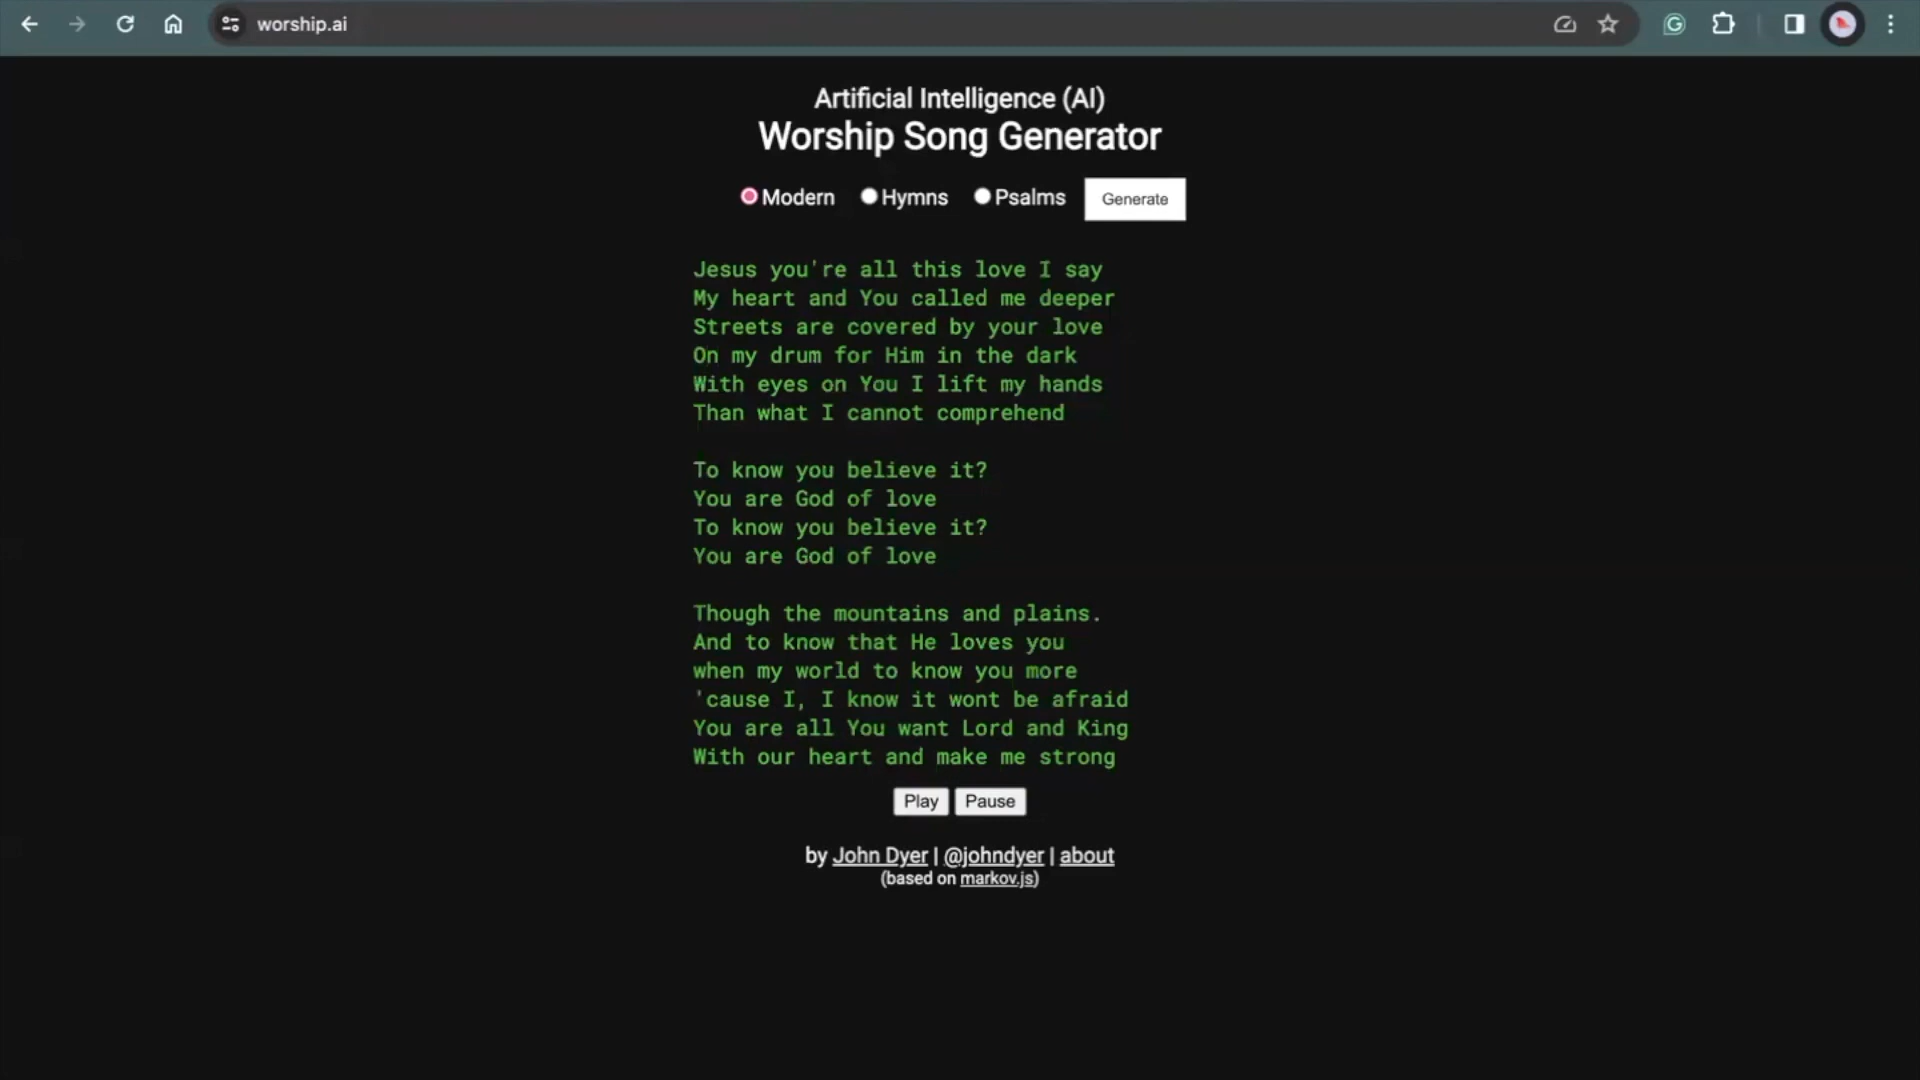 worship.ai
Artificial Intelligence (AI)
Worship Song Generator
Modern Hymns Psalms Generate
Jesus you're all this love I say
My heart and You called me deeper
Streets are covered by your love
On my drum for Him in the dark
With eyes on You I lift my hands
Than what I cannot comprehend
To know you believe it?
You are God of love
To know you believe it?
You are God of love
Though the mountains and plains.
And to know that He loves you
when my world to know you more
'cause I, I know it wont be afraid
You are all You want Lord and King
With our heart and make me strong
Play Pause
by John Dyer | @johndyer | about
(based on markov.js)